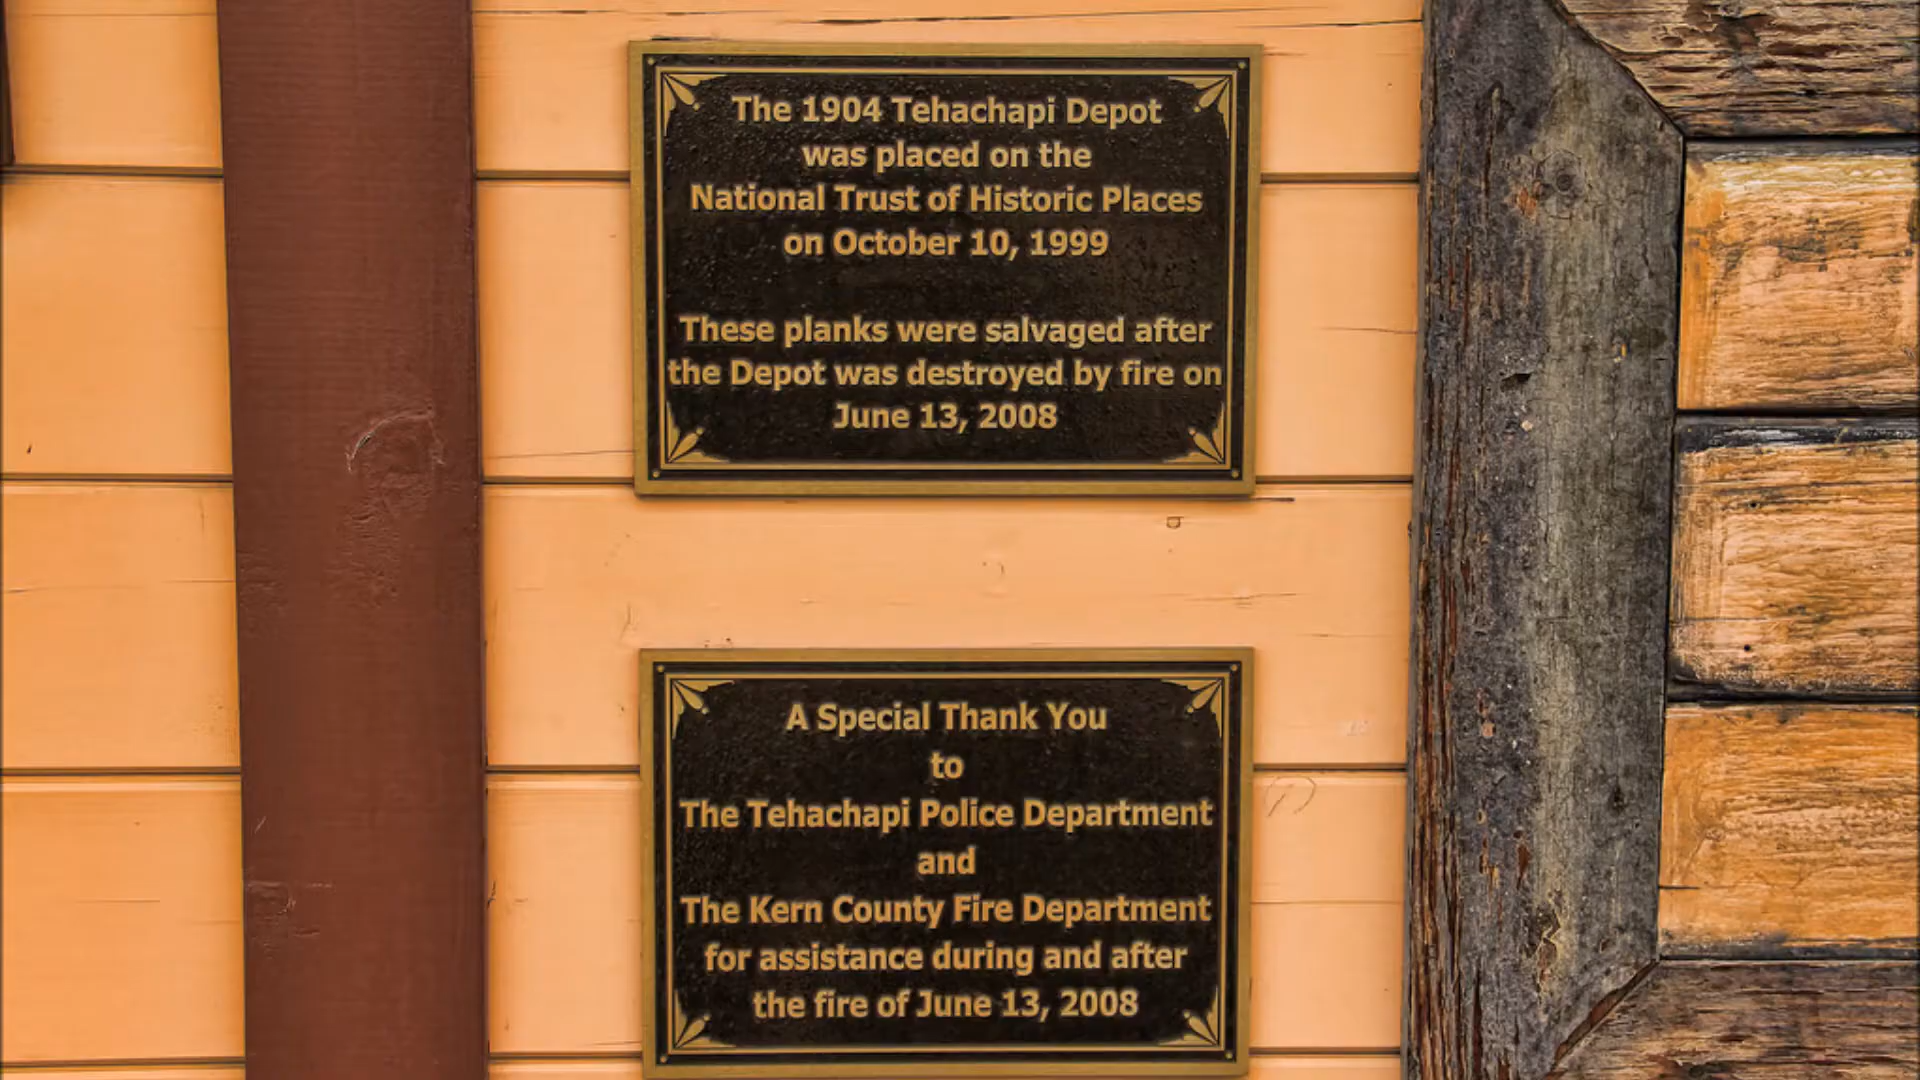 The 1904 Tehachapi Depot
was placed on the
National Trust of Historic Places
on October 10, 1999
These planks were salvaged after
the Depot was destroyed by fire on
June 13, 2008
A Special Thank You
to
The Tehachapi Police Department
and
The Kern County Fire Department
for assistance during and after
the fire of June 13, 2008